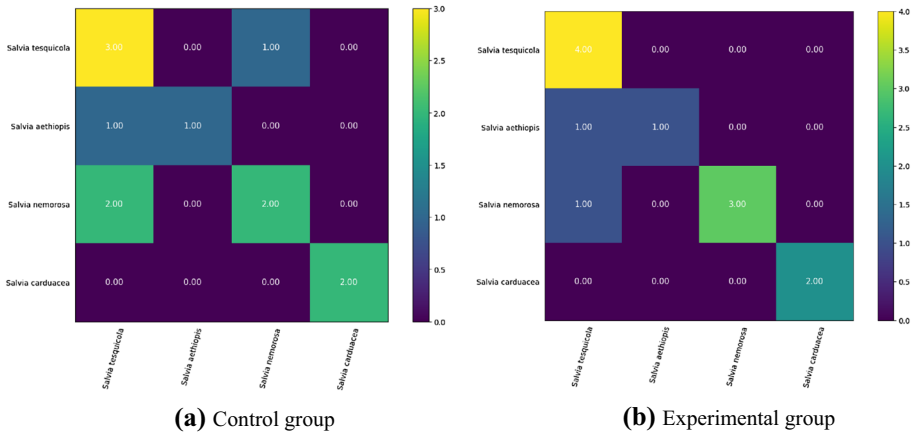 Salvia tesquicola 3.00 0.00 1.00 0.00
Salvia aethiopis 1.00 1.00 0.00 0.00
Salvia nemorosa 2.00 0.00 2.00 0.00
Salvia carduacea 0.00 0.00 0.00 2.00
Salvia tesquicola
Salvia aethiopis
Salvia nemorosa
Salvia carduacea
3.0
2.5
2.0
1.5
1.0
0.5
0.0
(a) Control group
Salvia tesquicola 4.00 0.00 0.00 0.00
Salvia aethiopis 1.00 1.00 0.00 0.00
Salvia nemorosa 1.00 0.00 3.00 0.00
Salvia carduacea 0.00 0.00 0.00 2.00
Salvia tesquicola
Salvia aethiopis
Salvia nemorosa
Salvia carduacea
4.0
3.5
3.0
2.5
2.0
1.5
1.0
0.5
0.0
(b) Experimental group